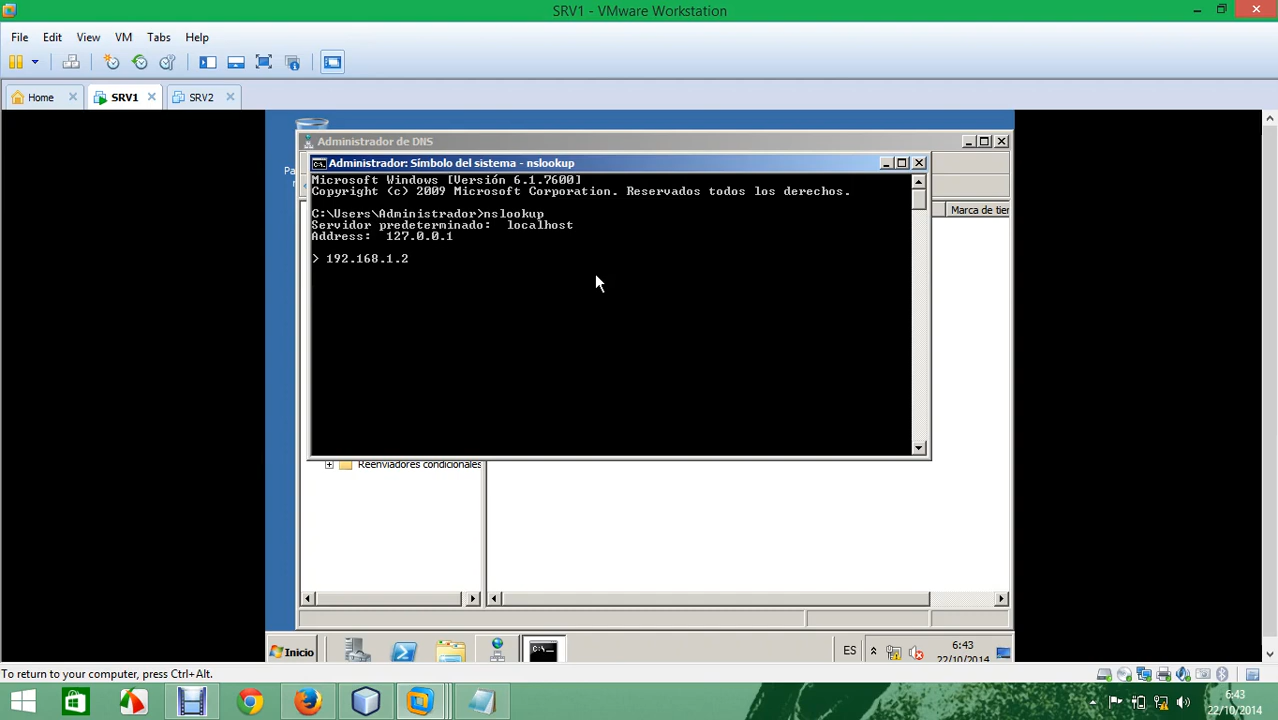 SRV1 - VMware Workstation
File Edit View VM Tabs Help
Home SRV1 SRV2
Administrador de DNS
Administrador: Símbolo del sistema - nslookup
Microsoft Windows [Versión 6.1.7600]
Copyright (c) 2009 Microsoft Corporation. Reservados todos los derechos.
C:\Users\Administrador>nslookup
Servidor predeterminado: localhost
Address: 127.0.0.1
> 192.168.1.2
Marca de tier
Reenviadores condicionales
Inicio
ES
6:43
22/10/2014
To return to your computer, press Ctrl+Alt.
6:43
22/10/2014